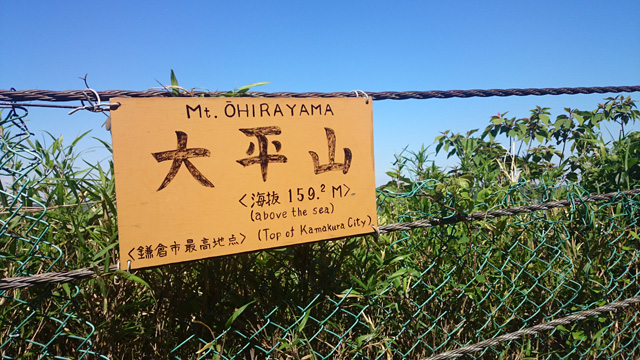 Mt. ŌHIRAYAMA
大平山
<海抜 159.² M>
(above the sea)
<鎌倉市最高地点> (Top of Kamakura City)